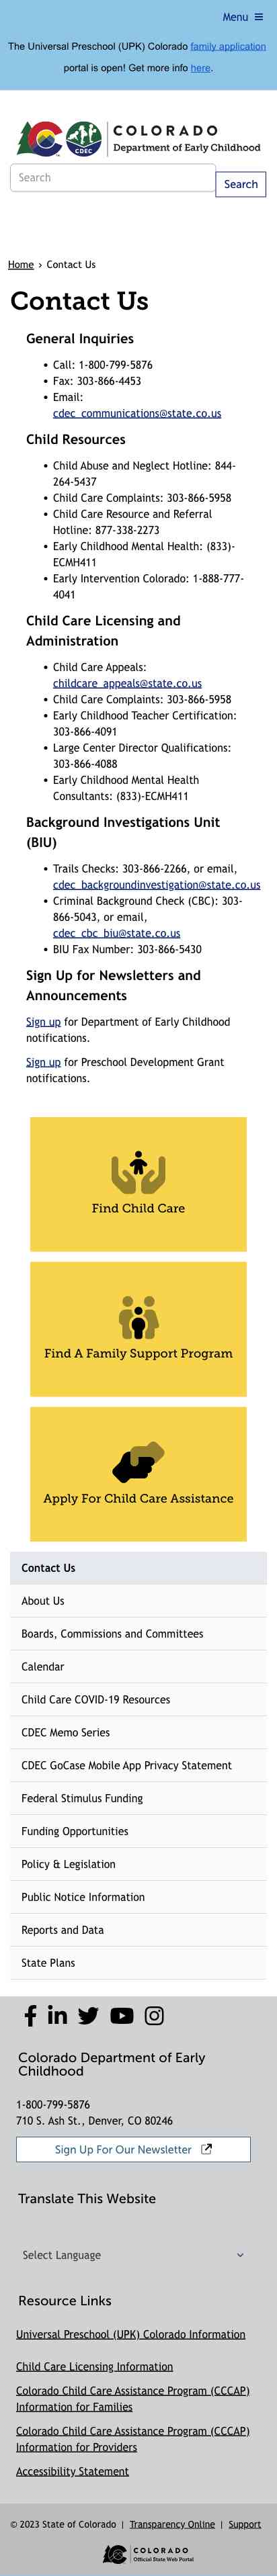 Menu
The Universal Preschool (UPK) Colorado family application
portal is open! Get more info here.
CDEC
COLORADO
Department of Early Childhood
Search
Search
Home › Contact Us
Contact Us
General Inquiries
• Call: 1-800-799-5876
• Fax: 303-866-4453
• Email:
cdec_communications@state.co.us
Child Resources
• Child Abuse and Neglect Hotline: 844-
264-5437
• Child Care Complaints: 303-866-5958
• Child Care Resource and Referral
Hotline: 877-338-2273
• Early Childhood Mental Health: (833)-
ECMH411
• Early Intervention Colorado: 1-888-777-
4041
Child Care Licensing and
Administration
• Child Care Appeals:
childcare_appeals@state.co.us
• Child Care Complaints: 303-866-5958
• Early Childhood Teacher Certification:
303-866-4091
• Large Center Director Qualifications:
303-866-4088
• Early Childhood Mental Health
Consultants: (833)-ECMH411
Background Investigations Unit
(BIU)
• Trails Checks: 303-866-2266, or email,
cdec_backgroundinvestigation@state.co.us
• Criminal Background Check (CBC): 303-
866-5043, or email,
cdec_cbc_biu@state.co.us
• BIU Fax Number: 303-866-5430
Sign Up for Newsletters and
Announcements
Sign up for Department of Early Childhood
notifications.
Sign up for Preschool Development Grant
notifications.
Find Child Care
Find A Family Support Program
Apply For Child Care Assistance
Contact Us
About Us
Boards, Commissions and Committees
Calendar
Child Care COVID-19 Resources
CDEC Memo Series
CDEC GoCase Mobile App Privacy Statement
Federal Stimulus Funding
Funding Opportunities
Policy & Legislation
Public Notice Information
Reports and Data
State Plans
Colorado Department of Early
Childhood
1-800-799-5876
710 S. Ash St., Denver, CO 80246
Sign Up For Our Newsletter
Translate This Website
Select Language
Resource Links
Universal Preschool (UPK) Colorado Information
Child Care Licensing Information
Colorado Child Care Assistance Program (CCCAP)
Information for Families
Colorado Child Care Assistance Program (CCCAP)
Information for Providers
Accessibility Statement
© 2023 State of Colorado | Transparency Online | Support
COLORADO
Official State Web Portal